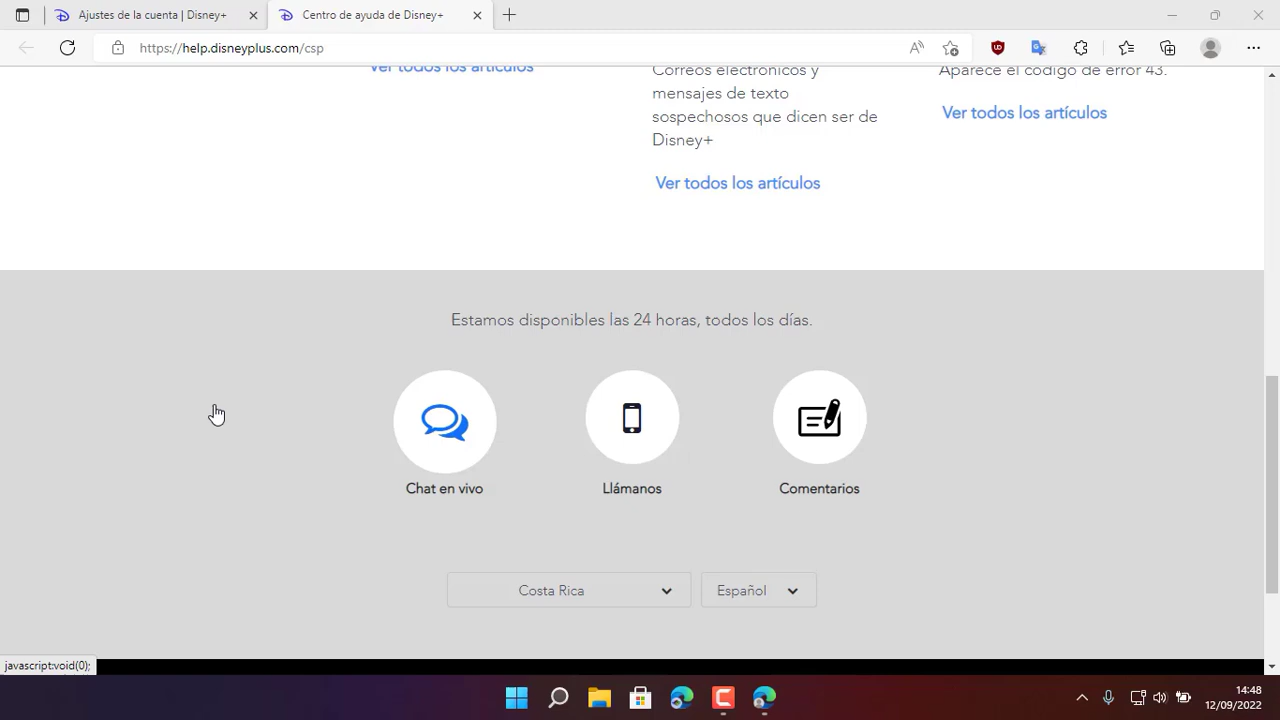 Ajustes de la cuenta | Disney+
Centro de ayuda de Disney+
https://help.disneyplus.com/csp
Ver todos los artículos
Correos electrónicos y
mensajes de texto
sospechosos que dicen ser de
Disney+
Ver todos los artículos
Aparece el código de error 43.
Ver todos los artículos
Estamos disponibles las 24 horas, todos los días.
Chat en vivo
Llámanos
Comentarios
Costa Rica
Español
javascript:void(0);
14:48
12/09/2022